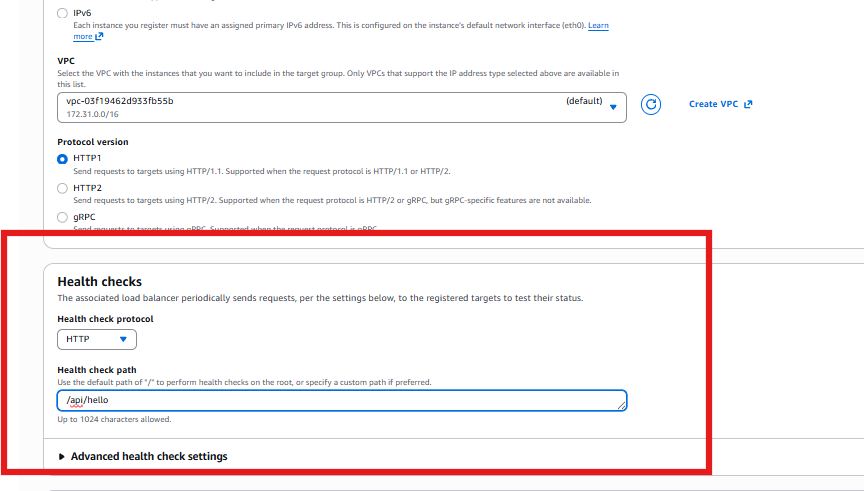 IPv6
Each instance you register must have an assigned primary IPv6 address. This is configured on the instance's default network interface (eth0). Learn
more
VPC
Select the VPC with the instances that you want to include in the target group. Only VPCs that support the IP address type selected above are available in
this list.
vpc-03f19462d933fb55b (default)
172.31.0.0/16
Create VPC
Protocol version
HTTP1
Send requests to targets using HTTP/1.1. Supported when the request protocol is HTTP/1.1 or HTTP/2.
HTTP2
Send requests to targets using HTTP/2. Supported when the request protocol is HTTP/2 or gRPC, but gRPC-specific features are not available.
gRPC
Send requests to targets using gRPC. Supported when the request protocol is gRPC.
Health checks
The associated load balancer periodically sends requests, per the settings below, to the registered targets to test their status.
Health check protocol
HTTP
Health check path
Use the default path of "/" to perform health checks on the root, or specify a custom path if preferred.
/api/hello
Up to 1024 characters allowed.
Advanced health check settings